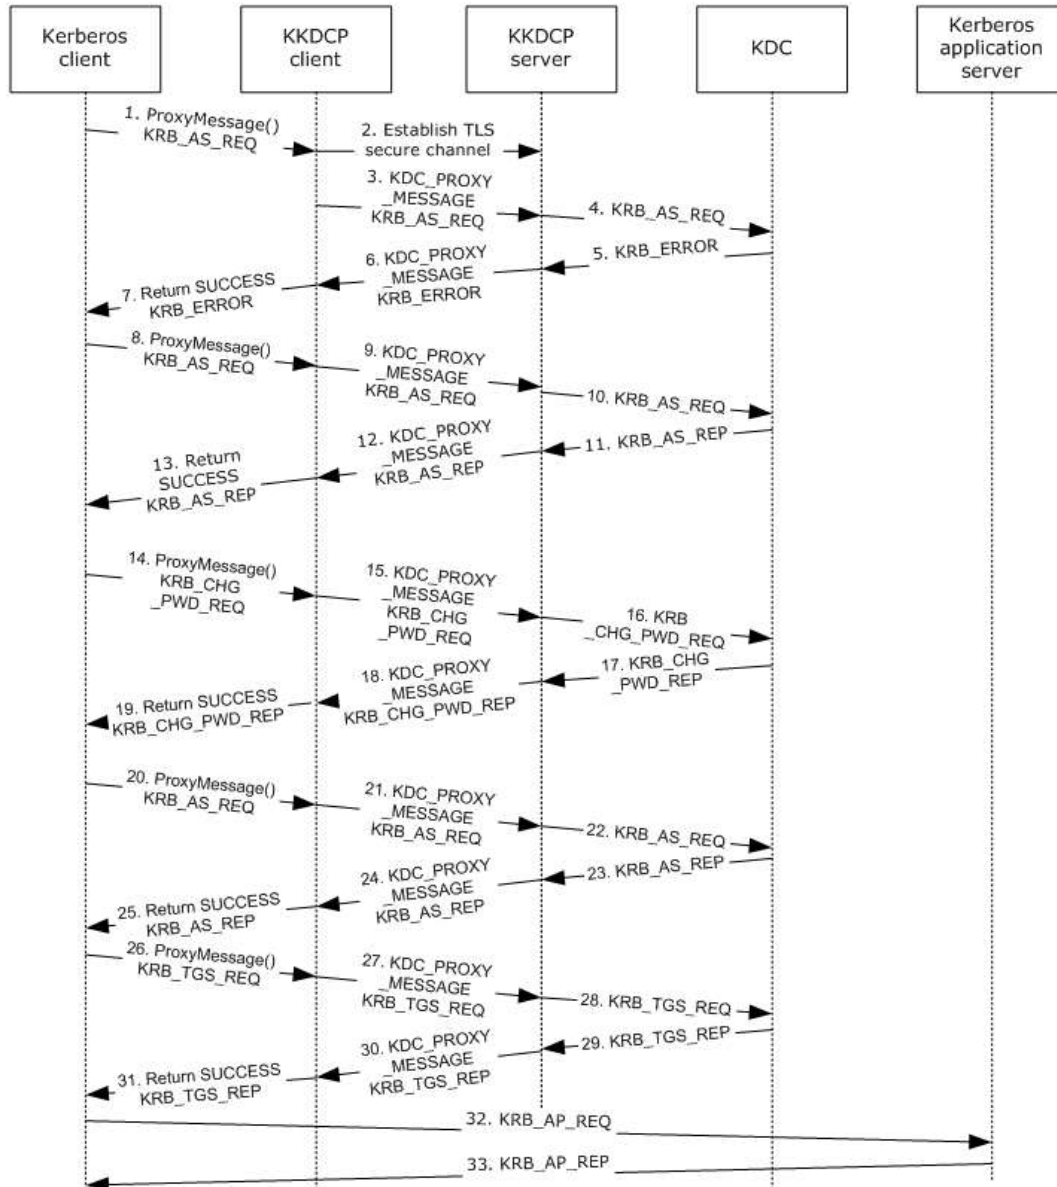 Kerberos
client
KKDCP
client
KKDCP
server
KDC
Kerberos
application
server
1. ProxyMessage()
KRB_AS_REQ
2. Establish TLS
secure channel
3. KDC_PROXY
_MESSAGE
KRB_AS_REQ
4. KRB_AS_REQ
5. KRB_ERROR
6. KDC_PROXY
_MESSAGE
KRB_ERROR
7. Return SUCCESS
KRB_ERROR
8. ProxyMessage()
KRB_AS_REQ
9. KDC_PROXY
_MESSAGE
KRB_AS_REQ
10. KRB_AS_REQ
11. KRB_AS_REP
12. KDC_PROXY
_MESSAGE
KRB_AS_REP
13. Return
SUCCESS
KRB_AS_REP
14. ProxyMessage()
KRB_CHG
_PWD_REQ
15. KDC_PROXY
_MESSAGE
KRB_CHG
_PWD_REQ
16. KRB
_CHG_PWD_REQ
17. KRB_CHG
_PWD_REP
18. KDC_PROXY
_MESSAGE
KRB_CHG_PWD_REP
19. Return SUCCESS
KRB_CHG_PWD_REP
20. ProxyMessage()
KRB_AS_REQ
21. KDC_PROXY
_MESSAGE
KRB_AS_REQ
22. KRB_AS_REQ
23. KRB_AS_REP
24. KDC_PROXY
_MESSAGE
KRB_AS_REP
25. Return SUCCESS
KRB_AS_REP
26. ProxyMessage()
KRB_TGS_REQ
27. KDC_PROXY
_MESSAGE
KRB_TGS_REQ
28. KRB_TGS_REQ
29. KRB_TGS_REP
30. KDC_PROXY
_MESSAGE
KRB_TGS_REP
31. Return SUCCESS
KRB_TGS_REP
32. KRB_AP_REQ
33. KRB_AP_REP